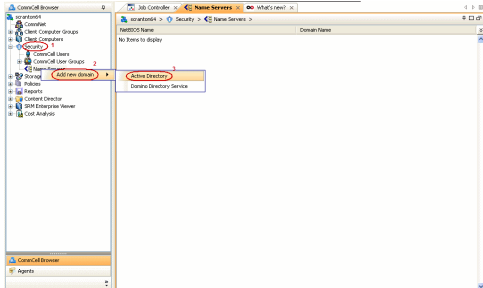 CommCell Browser
Job Controller
Name Servers
What's new?
scranton64
scranton64 > Security > Name Servers >
CommNet
Client Computer Groups
Client Computers
Security 1
CommCell Users
CommCell User Groups
Name Servers
Storage
Policies
Reports
Content Director
SRM Enterprise Viewer
Cost Analysis
NetBIOS Name
Domain Name
No Items to display
2
Add new domain
3
Active Directory
Domino Directory Service
CommCell Browser
Agents